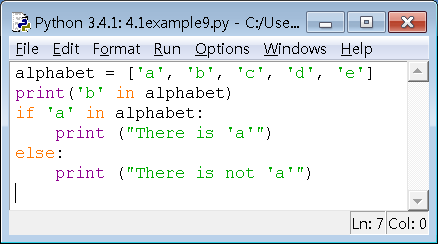 Python 3.4.1: 4.1example9.py - C:/Use...
File Edit Format Run Options Windows Help
alphabet = ['a', 'b', 'c', 'd', 'e']
print('b' in alphabet)
if 'a' in alphabet:
    print ("There is 'a'")
else:
    print ("There is not 'a'")
Ln: 7 Col: 0